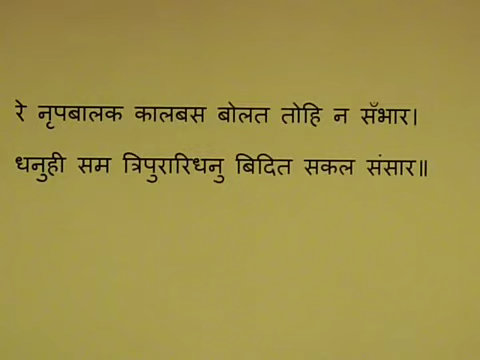 रे नृपबालक कालबस बोलत तोहि न सँभार।
धनुही सम त्रिपुरारिधनु बिदित सकल संसार॥